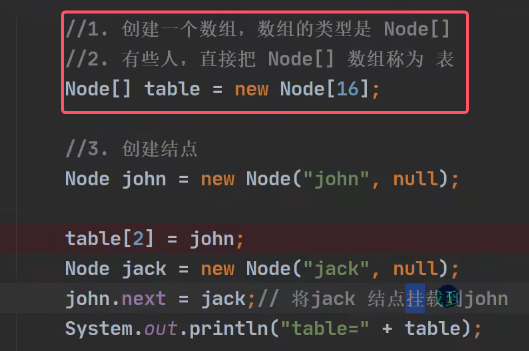 //1. 创建一个数组，数组的类型是 Node[]
//2. 有些人，直接把 Node[] 数组称为 表
Node[] table = new Node[16];
//3. 创建结点
Node john = new Node("john", null);
table[2] = john;
Node jack = new Node("jack", null);
john.next = jack;// 将jack 结点挂载到john
System.out.println("table=" + table);